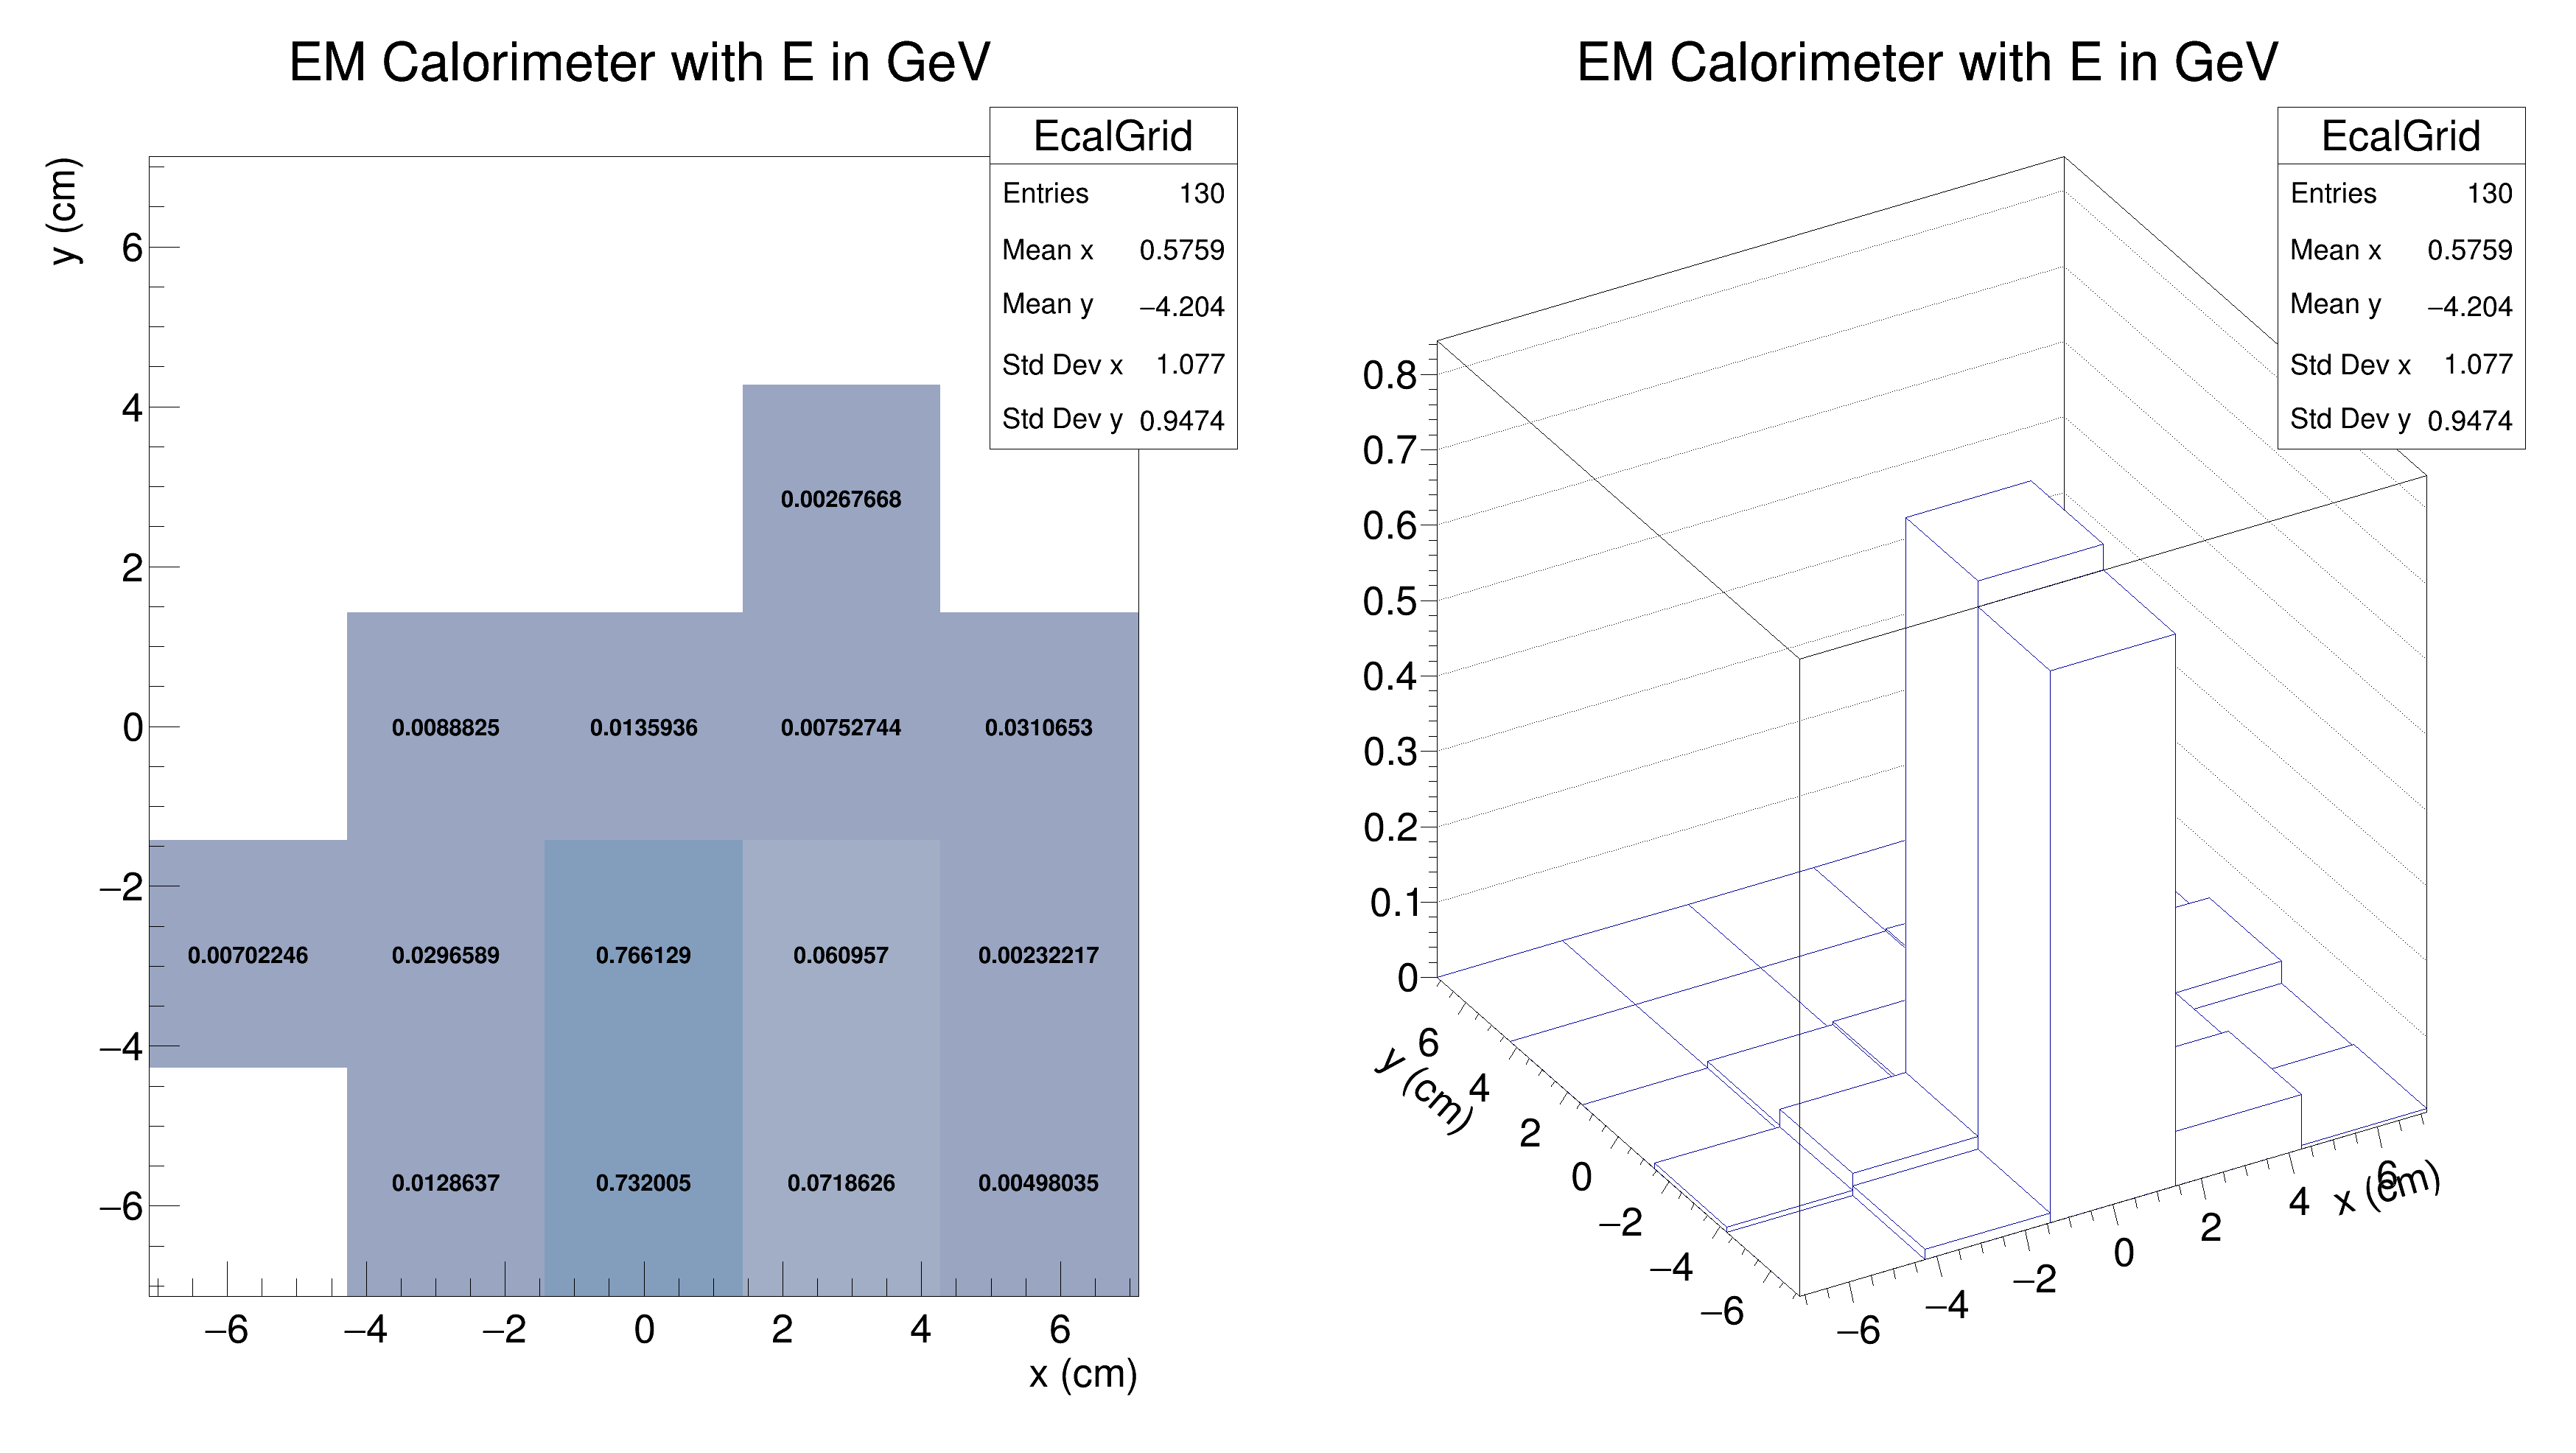 EM Calorimeter with E in GeV
EcalGrid
Entries 130
Mean x 0.5759
Mean y −4.204
Std Dev x 1.077
Std Dev y 0.9474
y (cm)
6
4
2
0
−2
−4
−6
0.00267668
0.0088825 0.0135936 0.00752744 0.0310653
0.00702246 0.0296589 0.766129 0.060957 0.00232217
0.0128637 0.732005 0.0718626 0.00498035
−6 −4 −2 0 2 4 6
x (cm)
EM Calorimeter with E in GeV
EcalGrid
Entries 130
Mean x 0.5759
Mean y −4.204
Std Dev x 1.077
Std Dev y 0.9474
0.8
0.7
0.6
0.5
0.4
0.3
0.2
0.1
0
6
4
2
0
−2
−4
−6
y (cm)
−6 −4 −2 0 2 4 6
x (cm)